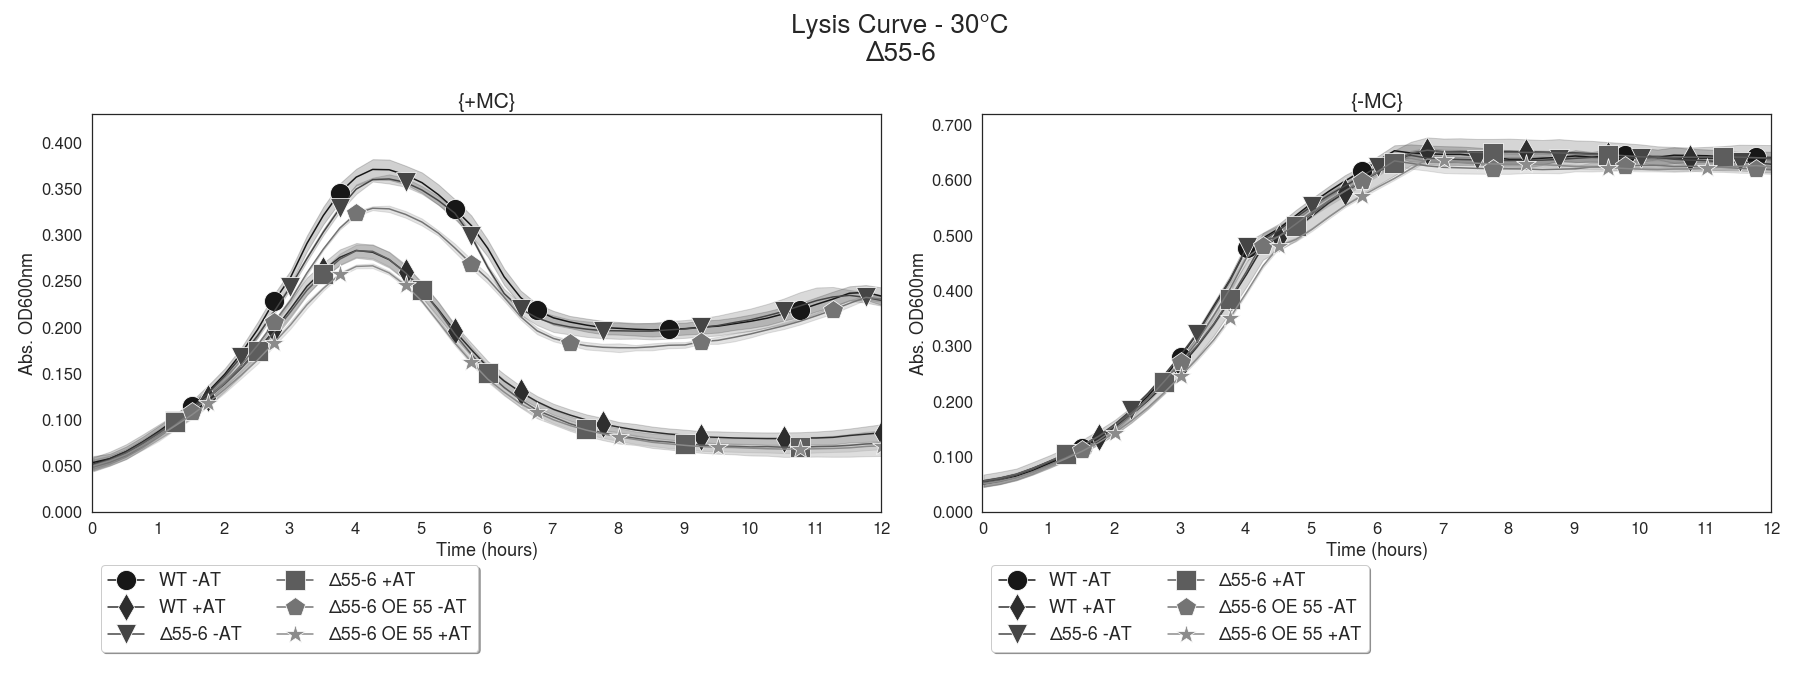 Lysis Curve - 30°C
Δ55-6
{+MC}
Abs. OD600nm
0.400
0.350
0.300
0.250
0.200
0.150
0.100
0.050
0.000
0 1 2 3 4 5 6 7 8 9 10 11 12
Time (hours)
WT -AT
WT +AT
Δ55-6 -AT
Δ55-6 +AT
Δ55-6 OE 55 -AT
Δ55-6 OE 55 +AT
{-MC}
Abs. OD600nm
0.700
0.600
0.500
0.400
0.300
0.200
0.100
0.000
0 1 2 3 4 5 6 7 8 9 10 11 12
Time (hours)
WT -AT
WT +AT
Δ55-6 -AT
Δ55-6 +AT
Δ55-6 OE 55 -AT
Δ55-6 OE 55 +AT